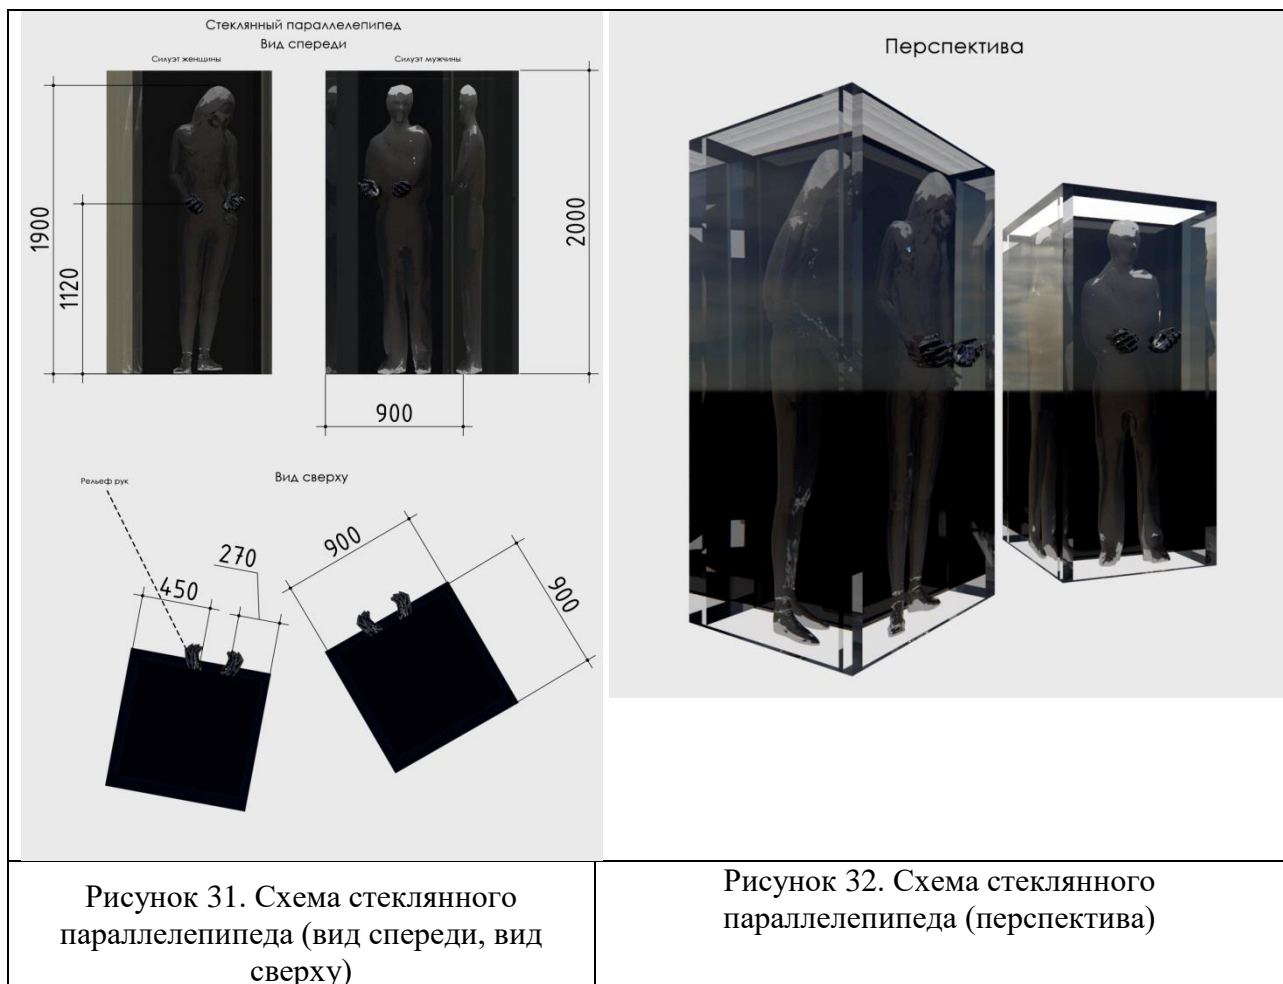 Стеклянный параллелепипед
Вид спереди
Силуэт женщины
Силуэт мужчины
1900
1120
2000
900
Вид сверху
Рельеф рук
450
270
900
900
Перспектива
Рисунок 31. Схема стеклянного
параллелепипеда (вид спереди, вид
сверху)
Рисунок 32. Схема стеклянного
параллелепипеда (перспектива)